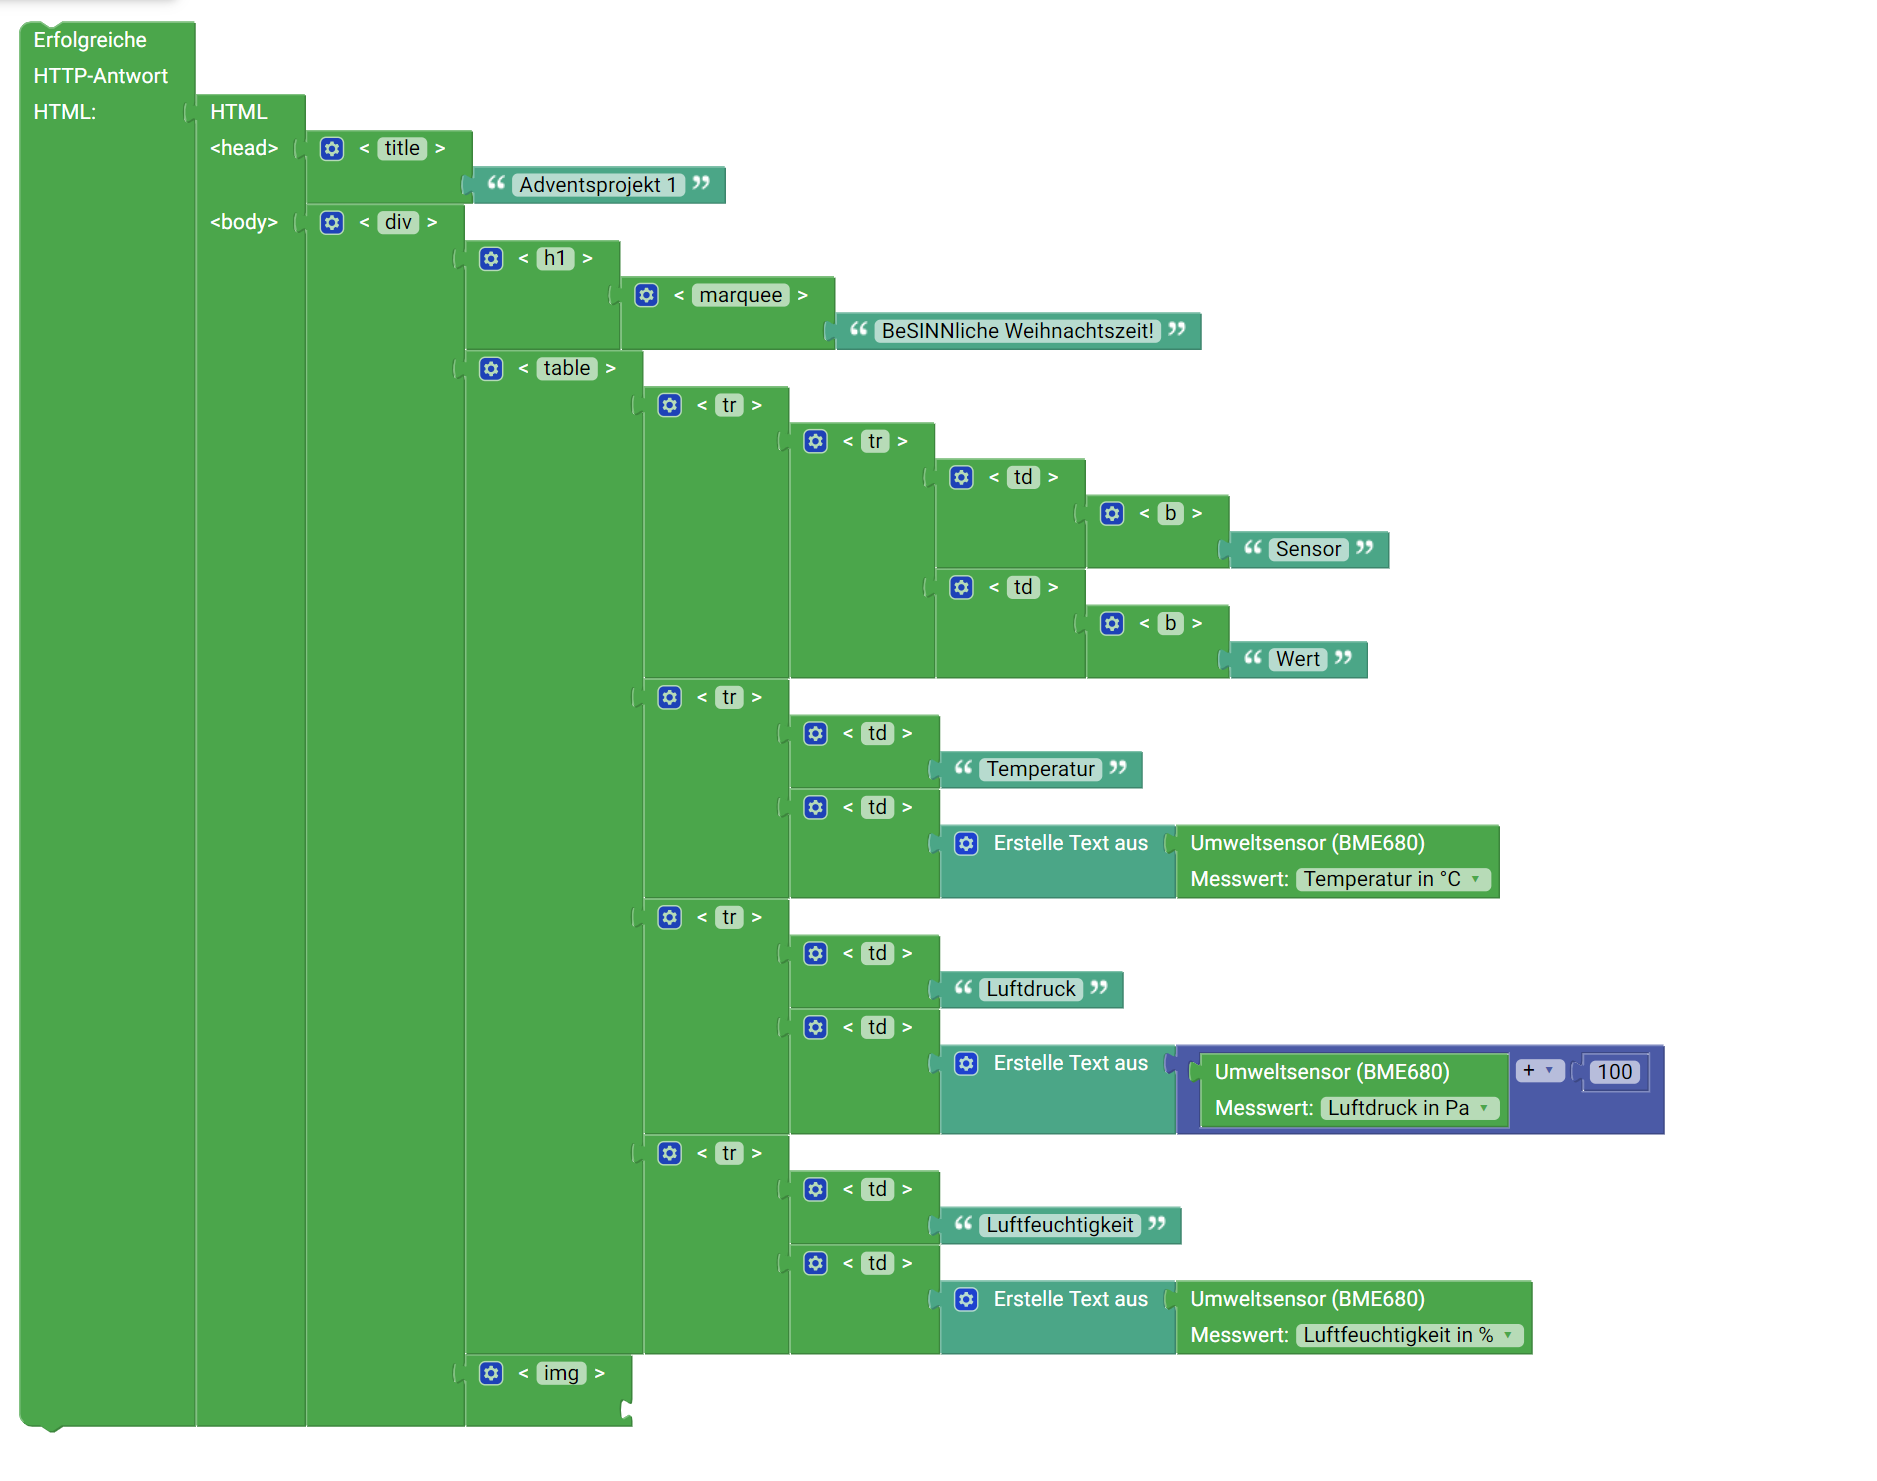 Erfolgreiche
HTTP-Antwort
HTML: HTML
<head> < title >
“ Adventsprojekt 1 ”
<body> < div >
< h1 >
< marquee >
“ BeSINNliche Weihnachtszeit! ”
< table >
< tr >
< tr >
< td >
< b >
“ Sensor ”
< td >
< b >
“ Wert ”
< tr >
< td >
“ Temperatur ”
< td >
Erstelle Text aus Umweltsensor (BME680)
Messwert: Temperatur in °C
< tr >
< td >
“ Luftdruck ”
< td >
Erstelle Text aus Umweltsensor (BME680) + 100
Messwert: Luftdruck in Pa
< tr >
< td >
“ Luftfeuchtigkeit ”
< td >
Erstelle Text aus Umweltsensor (BME680)
Messwert: Luftfeuchtigkeit in %
< img >